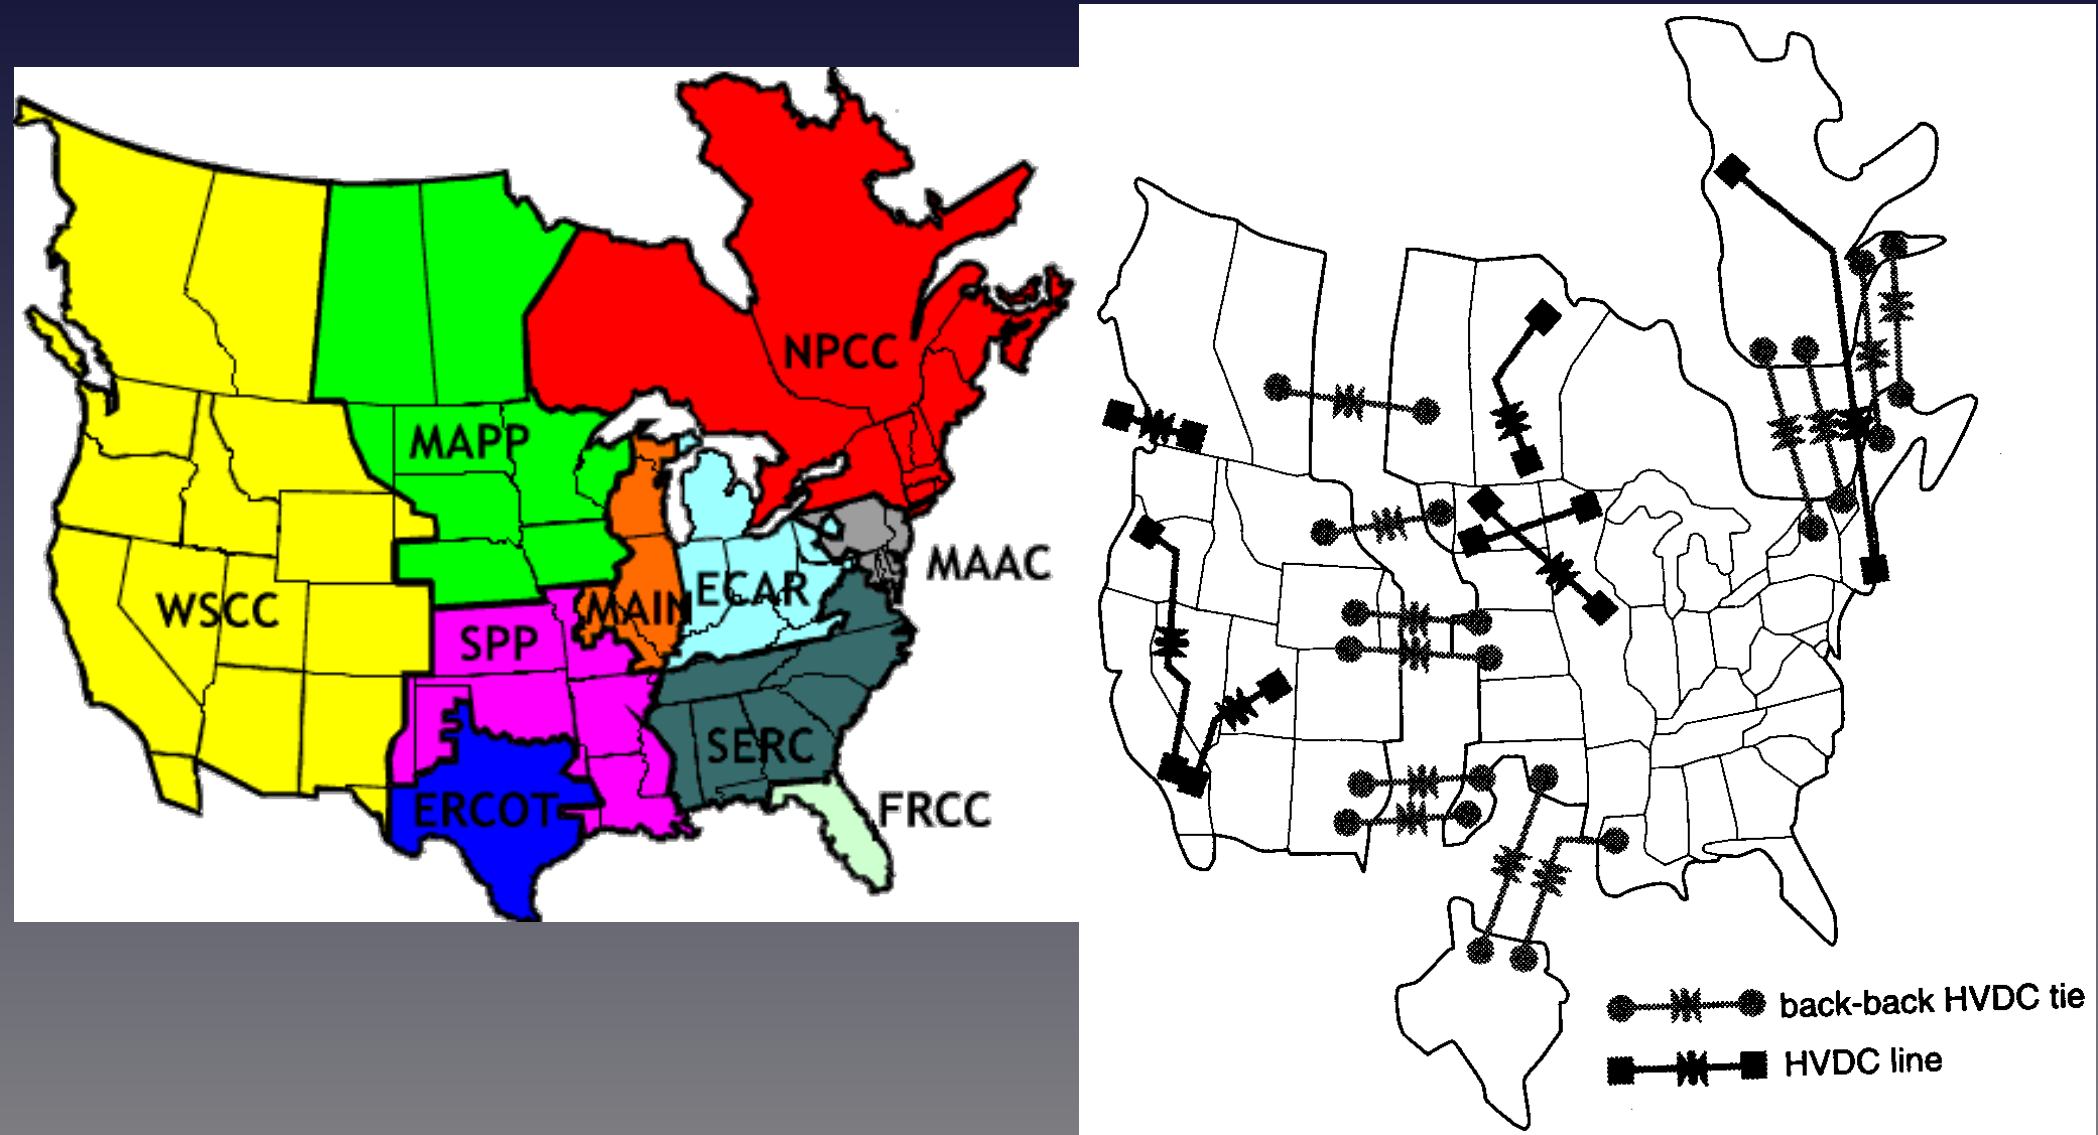 NPCC
MAPP
MAAC
ECAR
WSCC
MAIN
SPP
SERC
ERCOT
FRCC
back-back HVDC tie
HVDC line